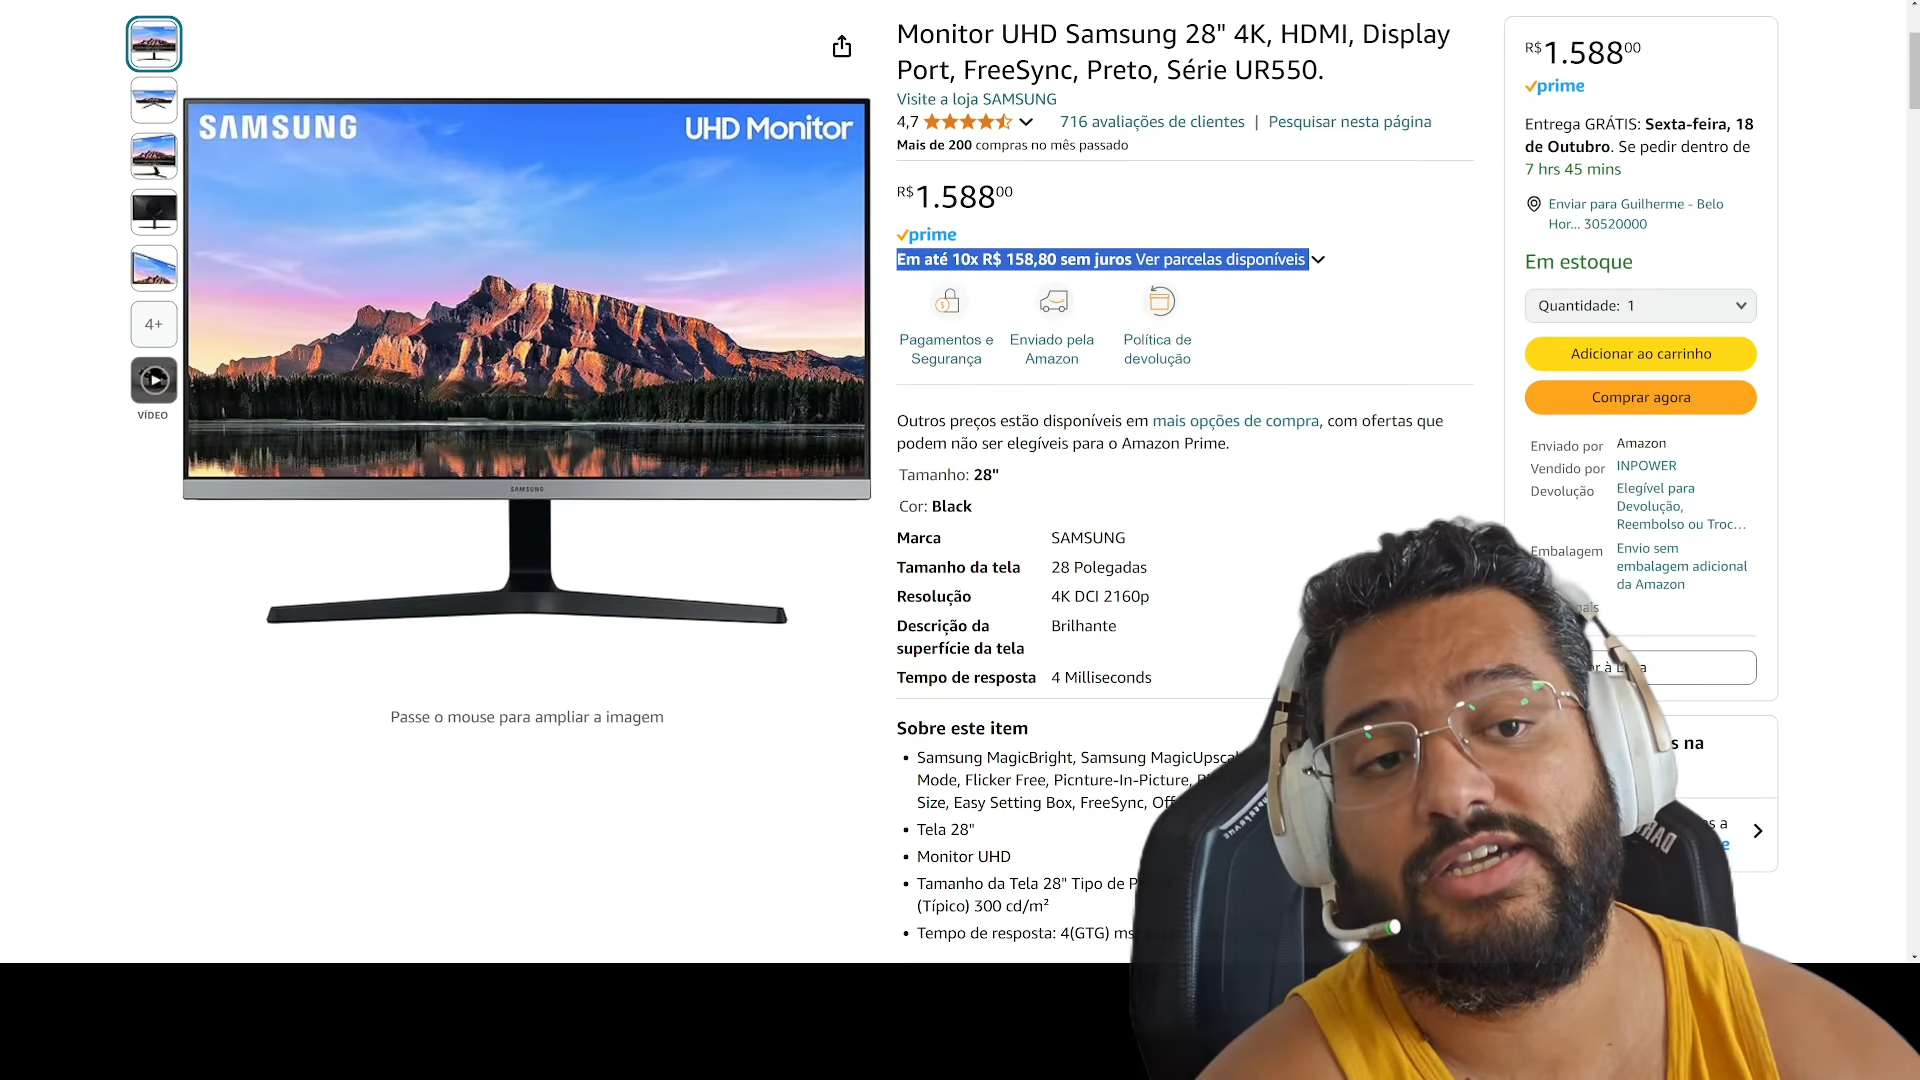 SAMSUNG
UHD Monitor
SAMSUNG
4+
VÍDEO
Passe o mouse para ampliar a imagem
Monitor UHD Samsung 28" 4K, HDMI, Display
Port, FreeSync, Preto, Série UR550.
Visite a loja SAMSUNG
4,7
716 avaliações de clientes | Pesquisar nesta página
Mais de 200 compras no mês passado
R$1.58800
prime
Em até 10x R$ 158,80 sem juros Ver parcelas disponíveis
Pagamentos e
Segurança
Enviado pela
Amazon
Política de
devolução
Outros preços estão disponíveis em mais opções de compra, com ofertas que
podem não ser elegíveis para o Amazon Prime.
Tamanho: 28"
Cor: Black
Marca SAMSUNG
Tamanho da tela 28 Polegadas
Resolução 4K DCI 2160p
Descrição da Brilhante
superfície da tela
Tempo de resposta 4 Milliseconds
Sobre este item
• Samsung MagicBright, Samsung
Mode, Flicker Free, Picnture-In-Picture,
Size, Easy Setting Box, FreeSync,
• Tela 28"
• Monitor UHD
• Tamanho da Tela 28" Tipo de
(Típico) 300 cd/m²
• Tempo de resposta: 4(GTG) ms
R$1.58800
prime
Entrega GRÁTIS: Sexta-feira, 18
de Outubro. Se pedir dentro de
7 hrs 45 mins
Enviar para Guilherme - Belo
Hor... 30520000
Em estoque
Quantidade: 1
Adicionar ao carrinho
Comprar agora
Enviado por Amazon
Vendido por INPOWER
Devolução Elegível para
Devolução,
Reembolso ou Troc...
Embalagem Envio sem
embalagem adicional
da Amazon
na
a